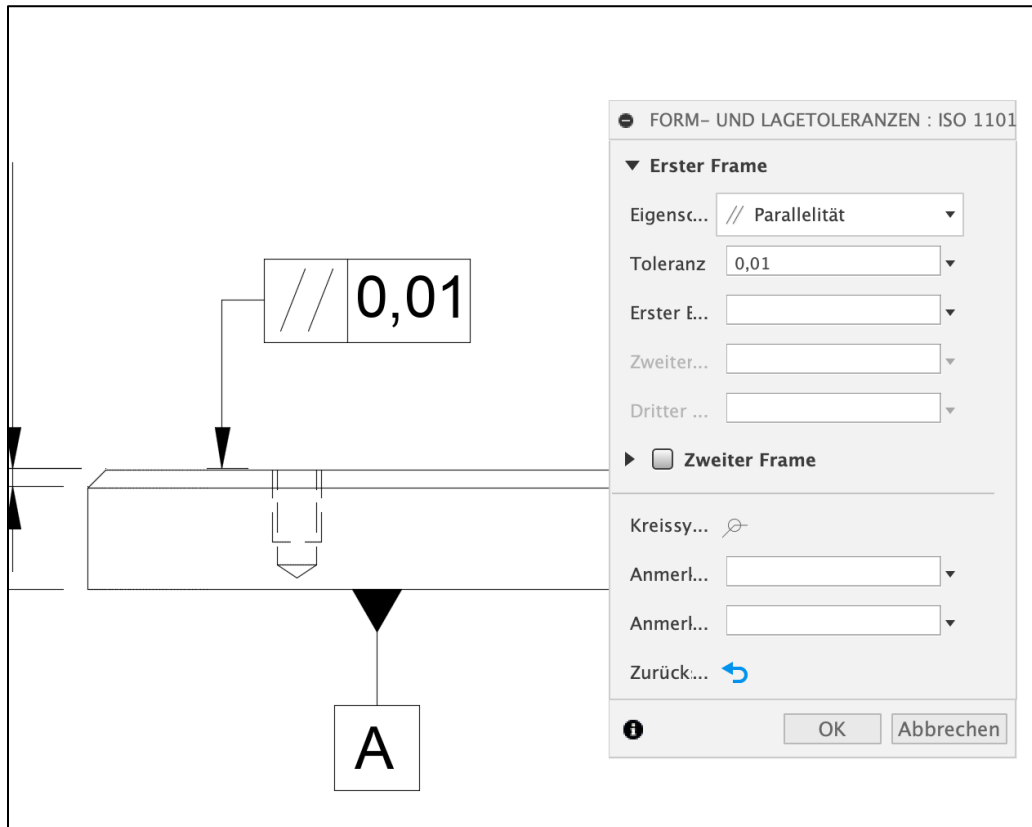 FORM- UND LAGETOLERANZEN : ISO 1101
Erster Frame
Eigensc... // Parallelität
Toleranz 0,01
Erster E...
Zweiter...
Dritter ...
Zweiter Frame
Kreissy...
Anmerk...
Anmerk...
Zurück:...
OK Abbrechen
// 0,01
A